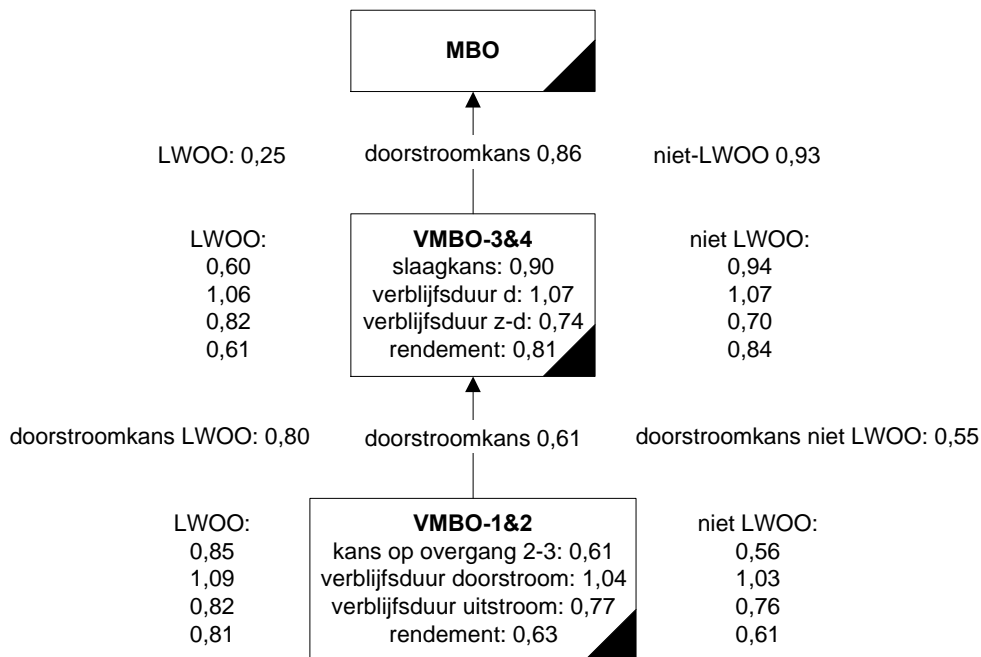 MBO
LWOO: 0,25 doorstroomkans 0,86 niet-LWOO 0,93
LWOO: VMBO-3&4 niet LWOO:
0,60 slaagkans: 0,90 0,94
1,06 verblijfsduur d: 1,07 1,07
0,82 verblijfsduur z-d: 0,74 0,70
0,61 rendement: 0,81 0,84
doorstroomkans LWOO: 0,80 doorstroomkans 0,61 doorstroomkans niet LWOO: 0,55
LWOO: VMBO-1&2 niet LWOO:
0,85 kans op overgang 2-3: 0,61 0,56
1,09 verblijfsduur doorstroom: 1,04 1,03
0,82 verblijfsduur uitstroom: 0,77 0,76
0,81 rendement: 0,63 0,61